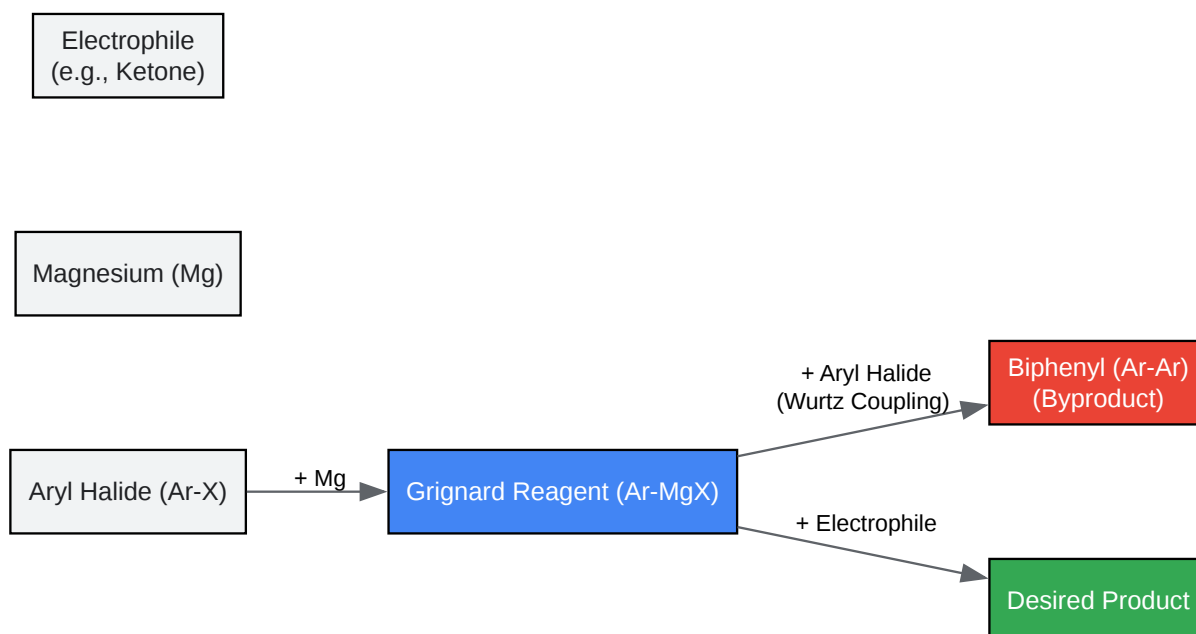 Electrophile
(e.g., Ketone)
Magnesium (Mg)
Aryl Halide (Ar-X)
+ Mg
Grignard Reagent (Ar-MgX)
+ Aryl Halide
(Wurtz Coupling)
Biphenyl (Ar-Ar)
(Byproduct)
+ Electrophile
Desired Product